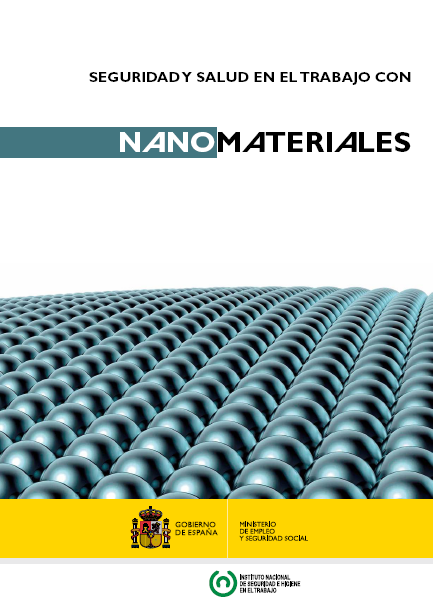 SEGURIDAD Y SALUD EN EL TRABAJO CON
NANOMATERIALES
GOBIERNO
DE ESPAÑA
MINISTERIO
DE EMPLEO
Y SEGURIDAD SOCIAL
INSTITUTO NACIONAL
DE SEGURIDAD E HIGIENE
EN EL TRABAJO